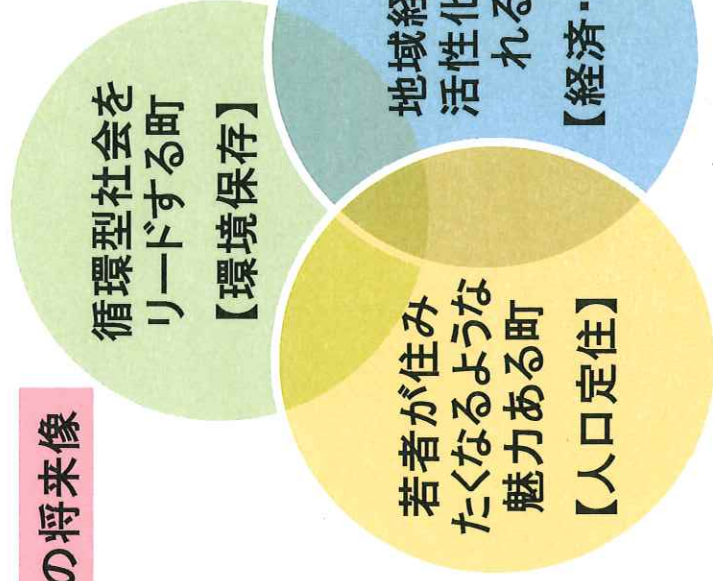 の将来像
循環型社会を
リードする町
【環境保存】
若者が住み
たくなるような
魅力ある町
【人口定住】
地域経
活性化
れる
【経済・